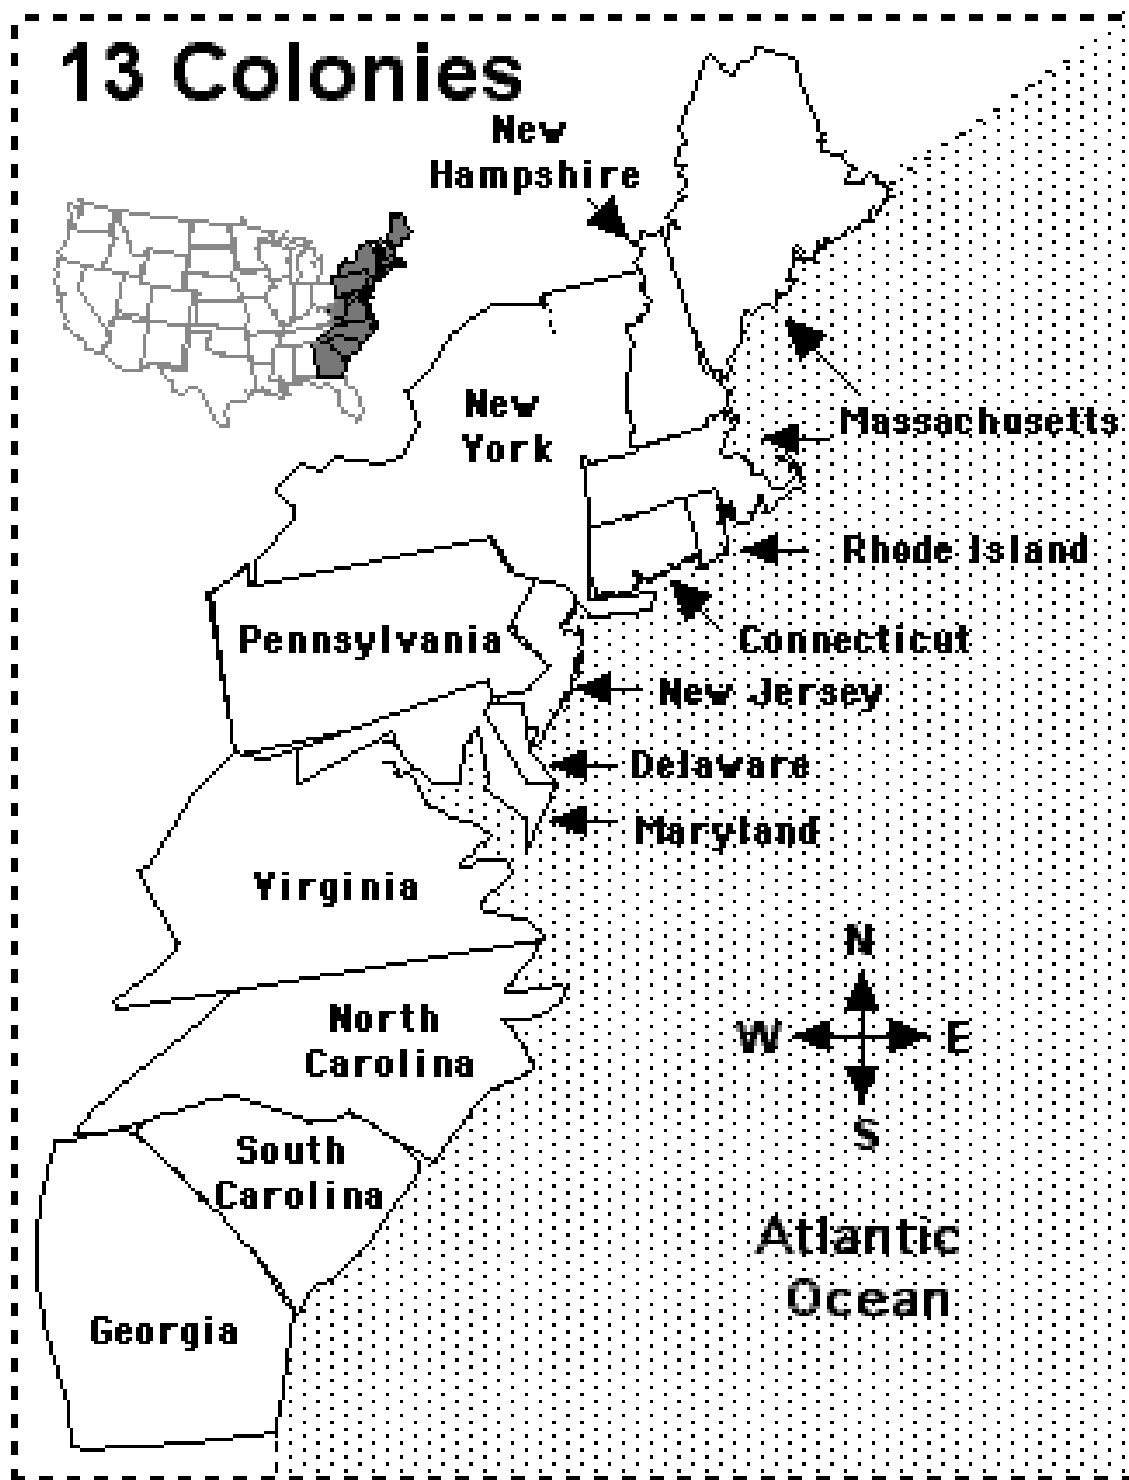 13 Colonies
New
Hampshire
New
York
Massachusetts
Rhode Island
Connecticut
Pennsylvania
New Jersey
Delaware
Maryland
Virginia
N
W E
S
North
Carolina
South
Carolina
Atlantic
Ocean
Georgia